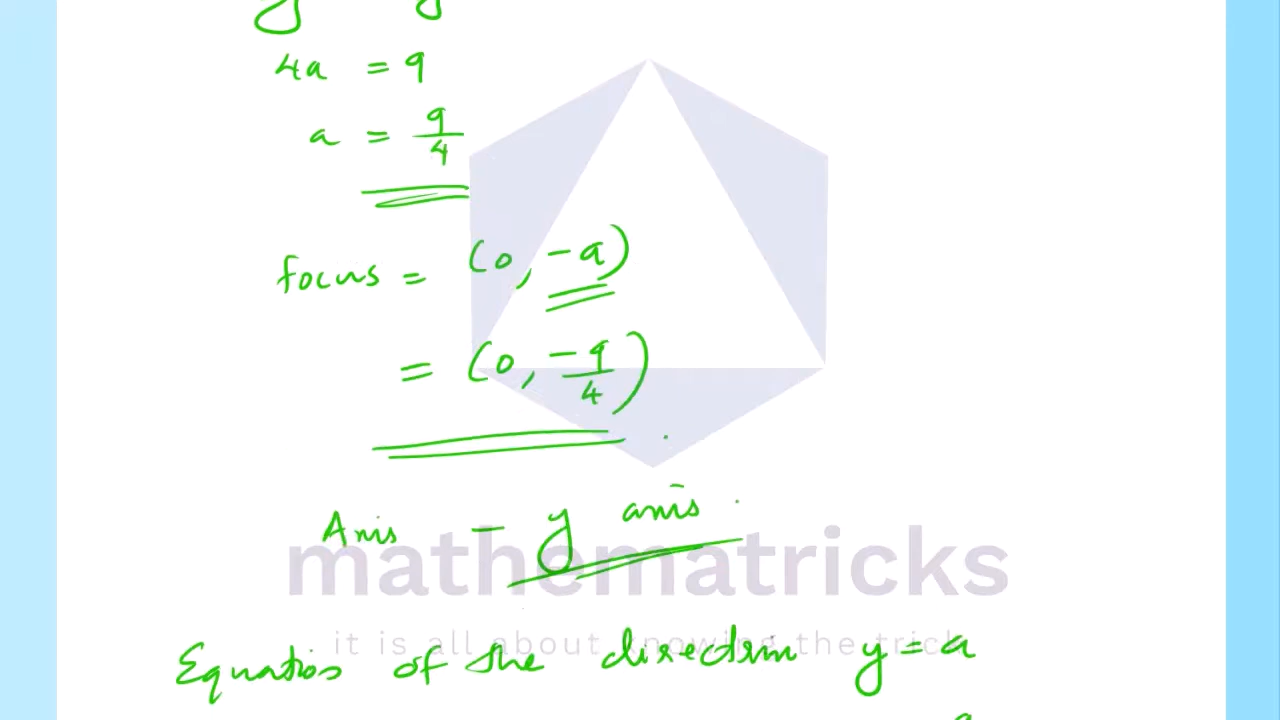 4a = 9
a = 9/4
focus = (0, -a)
= (0, -9/4)
Axis - y axis.
mathematricks
it is all about knowing the tricks
Equation of the directrix y = a